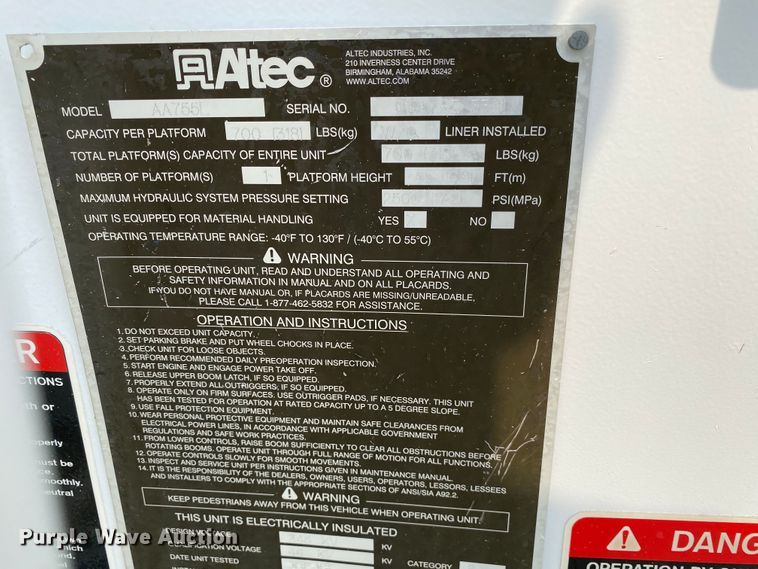 Altec ®
ALTEC INDUSTRIES, INC.
210 INVERNESS CENTER DRIVE
BIRMINGHAM, ALABAMA 35242
WWW.ALTEC.COM
MODEL AA755L SERIAL NO.
CAPACITY PER PLATFORM 700 [318] LBS(kg) LINER INSTALLED
TOTAL PLATFORM(S) CAPACITY OF ENTIRE UNIT LBS(kg)
NUMBER OF PLATFORM(S) 1 PLATFORM HEIGHT FT(m)
MAXIMUM HYDRAULIC SYSTEM PRESSURE SETTING PSI(MPa)
UNIT IS EQUIPPED FOR MATERIAL HANDLING YES NO
OPERATING TEMPERATURE RANGE: -40°F TO 130°F / (-40°C TO 55°C)
WARNING
BEFORE OPERATING UNIT, READ AND UNDERSTAND ALL OPERATING AND
SAFETY INFORMATION IN MANUAL AND ON ALL PLACARDS.
IF YOU DO NOT HAVE MANUAL OR, IF PLACARDS ARE MISSING/UNREADABLE,
PLEASE CALL 1-877-462-5832 FOR ASSISTANCE.
OPERATION AND INSTRUCTIONS
1. DO NOT EXCEED UNIT CAPACITY.
2. SET PARKING BRAKE AND PUT WHEEL CHOCKS IN PLACE.
3. CHECK UNIT FOR LOOSE OBJECTS.
4. PERFORM RECOMMENDED DAILY PREOPERATION INSPECTION.
5. START ENGINE AND ENGAGE POWER TAKE OFF.
6. RELEASE UPPER BOOM LATCH, IF SO EQUIPPED.
7. PROPERLY EXTEND ALL OUTRIGGERS, IF SO EQUIPPED.
8. OPERATE ONLY ON FIRM SURFACES. USE OUTRIGGER PADS, IF NECESSARY. THIS UNIT
HAS BEEN TESTED FOR OPERATION AT RATED CAPACITY UP TO A 5 DEGREE SLOPE.
9. USE FALL PROTECTION EQUIPMENT.
10. WEAR PERSONAL PROTECTIVE EQUIPMENT AND MAINTAIN SAFE CLEARANCES FROM
ELECTRICAL POWER LINES, IN ACCORDANCE WITH APPLICABLE GOVERNMENT
REGULATIONS AND SAFE WORK PRACTICES.
11. FROM LOWER CONTROLS, RAISE BOOM SUFFICIENTLY TO CLEAR ALL OBSTRUCTIONS BEFORE
ROTATING BOOMS. OPERATE UNIT THROUGH FULL RANGE OF MOTION FOR ALL FUNCTIONS.
12. OPERATE CONTROLS SLOWLY FOR SMOOTH MOVEMENTS.
13. INSPECT AND SERVICE UNIT PER INSTRUCTIONS GIVEN IN MAINTENANCE MANUAL.
14. IT IS THE RESPONSIBILITY OF THE DEALERS, OWNERS, USERS, OPERATORS, LESSORS, LESSEES
AND INSTALLERS TO COMPLY WITH THE APPROPRIATE SECTIONS OF ANSI/SIA A92.2.
WARNING
KEEP PEDESTRIANS AWAY FROM THIS VEHICLE WHEN OPERATING UNIT.
THIS UNIT IS ELECTRICALLY INSULATED
KV
QUALIFICATION VOLTAGE KV
DATE UNIT TESTED CATEGORY
R
CTIONS
th or
operly
ust be
ce.
smoothly.
eutral
which
DANG
Purple Wave Auction